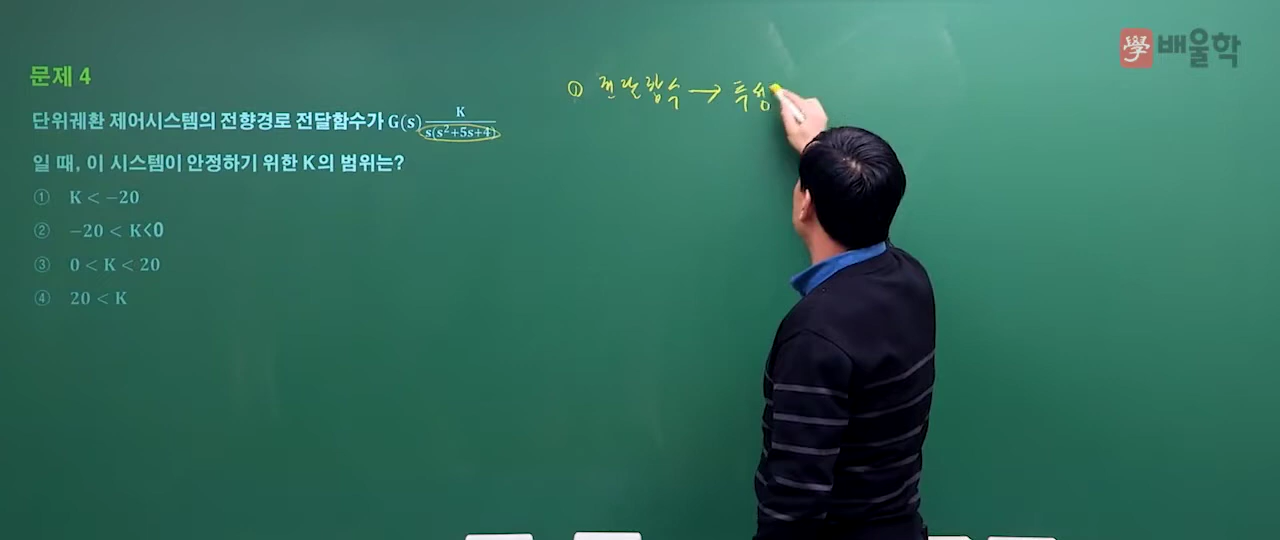 學 배울학
문제 4
① 전달함수 → 특성
단위궤환 제어시스템의 전향경로 전달함수가 G(s) K/s(s²+5s+4)
일 때, 이 시스템이 안정하기 위한 K의 범위는?
① K < −20
② −20 < K<0
③ 0 < K < 20
④ 20 < K